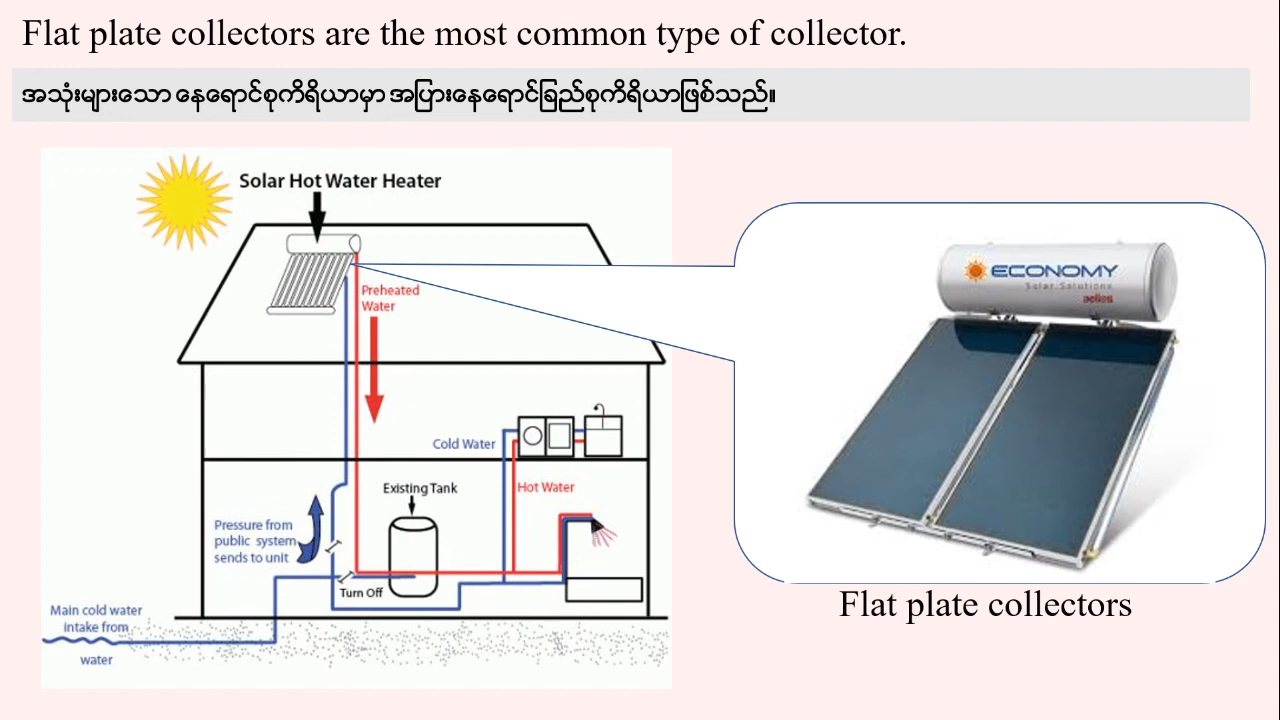 Flat plate collectors are the most common type of collector.
အသုံးများသော နေရောင်စုကိရိယာမှာ အပြားနေရောင်ခြည်စုကိရိယာဖြစ်သည်။
Solar Hot Water Heater
Preheated
Water
Cold Water
Existing Tank
Hot Water
Pressure from
public system
sends to unit
Turn Off
Main cold water
intake from
water
ECONOMY
Solar Solutions
aelios
Flat plate collectors